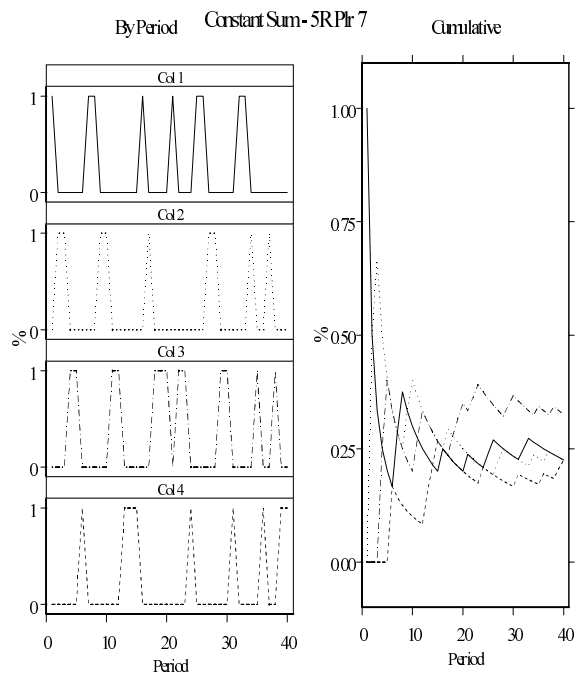 Constant Sum - 5R Plr 7
By Period
Cumulative
Col 1
1
0
Col 2
1
0
Col 3
1
0
Col 4
1
0
%
0 10 20 30 40
Period
1.00
0.75
0.50
0.25
0.00
%
0 10 20 30 40
Period